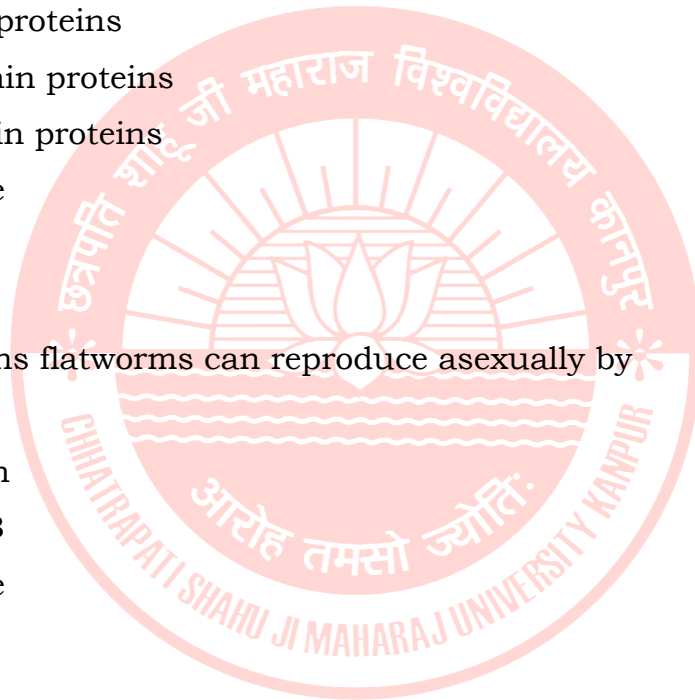 proteins
in proteins
in proteins
ns flatworms can reproduce asexually by
छत्रपति शाहू जी महाराज विश्वविद्यालय कानपुर
आरोह तमसो ज्योतिः
CHHATRAPATI SHAHU JI MAHARAJ UNIVERSITY KANPUR